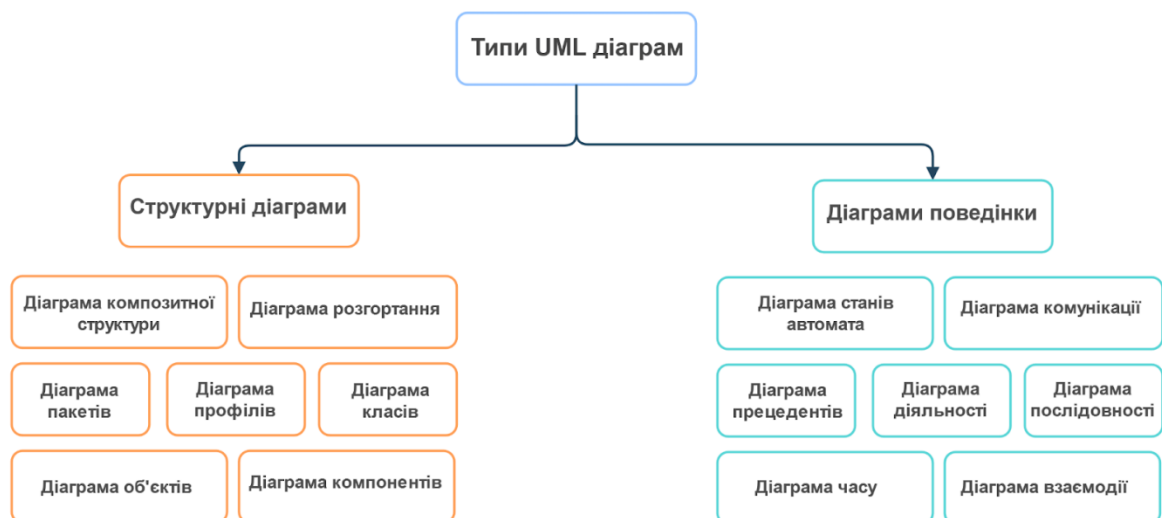 Типи UML діаграм
Структурні діаграми
Діаграми поведінки
Діаграма композитної
структури
Діаграма розгортання
Діаграма
пакетів
Діаграма
профілів
Діаграма
класів
Діаграма об'єктів
Діаграма компонентів
Діаграма станів
автомата
Діаграма комунікації
Діаграма
прецедентів
Діаграма
діяльності
Діаграма
послідовності
Діаграма часу
Діаграма взаємодії